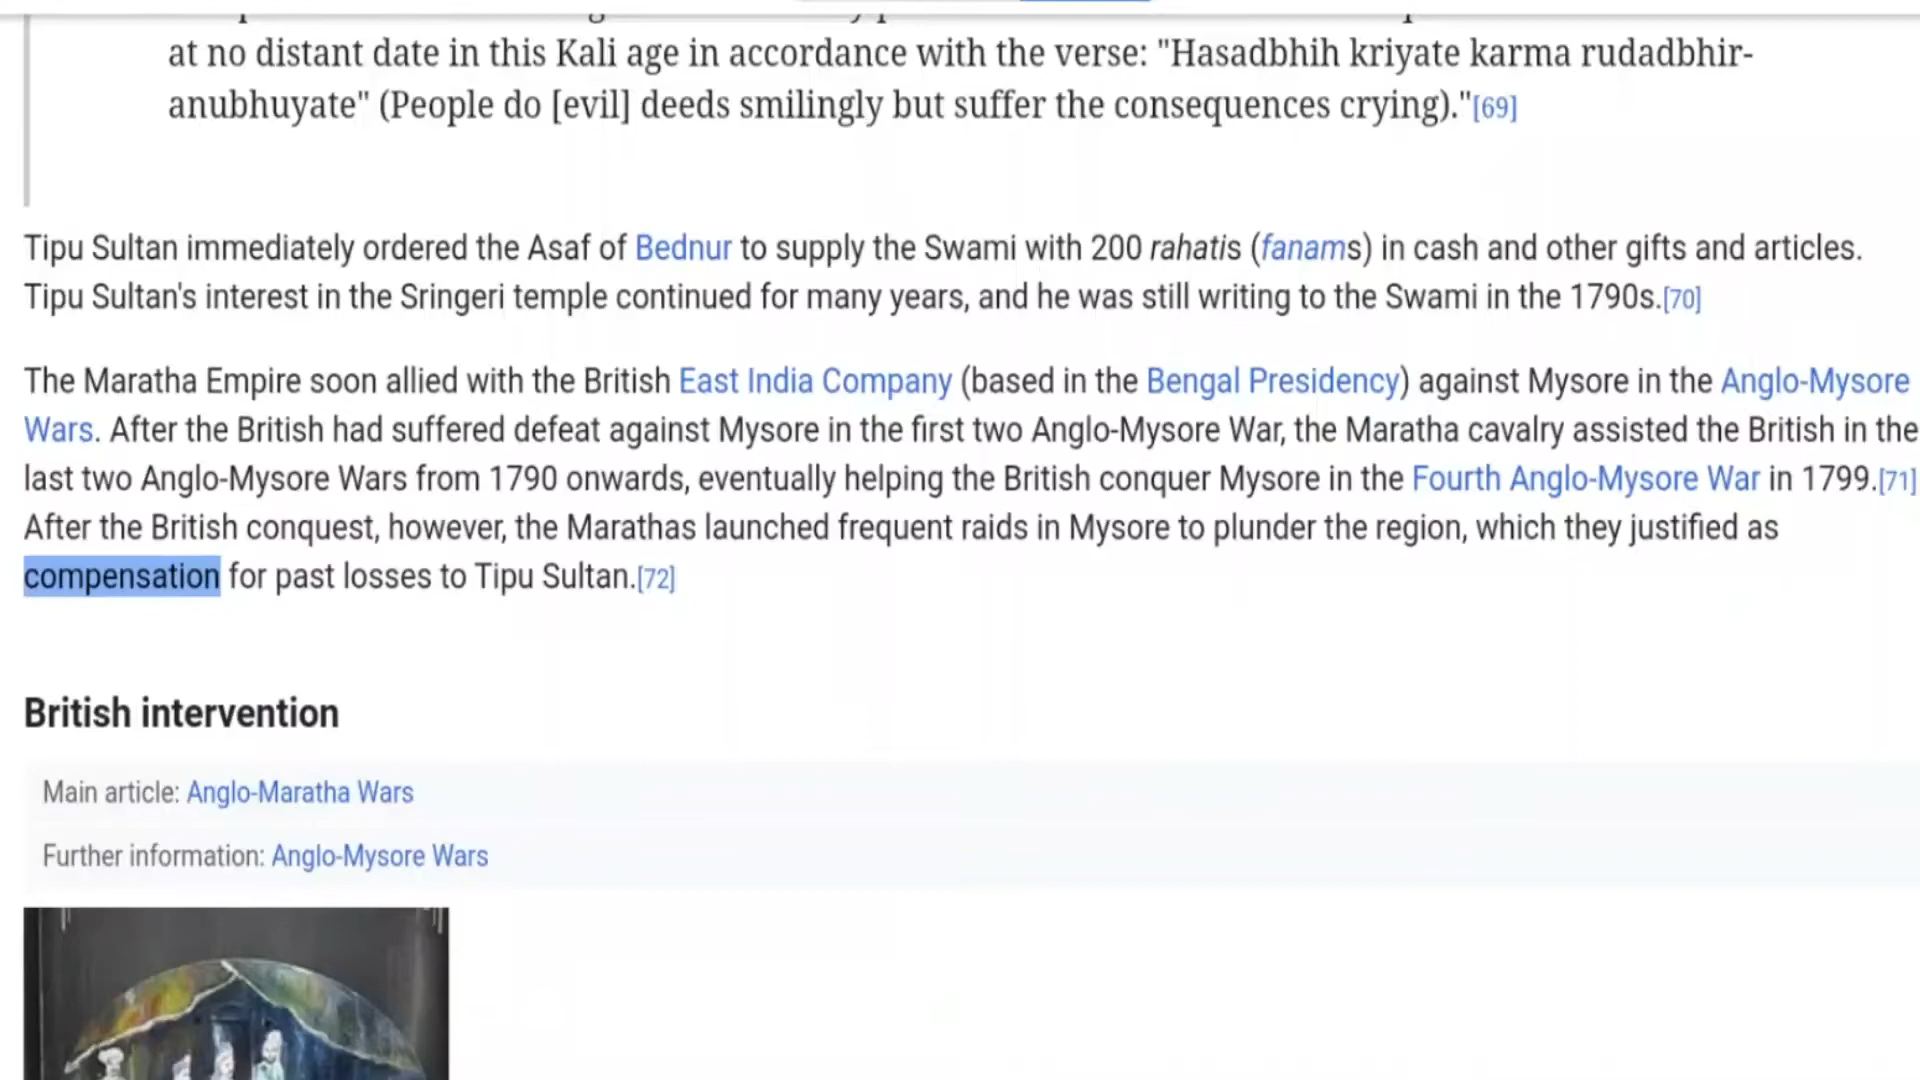 at no distant date in this Kali age in accordance with the verse: "Hasadbhih kriyate karma rudadbhir-
anubhuyate" (People do [evil] deeds smilingly but suffer the consequences crying)."[69]
Tipu Sultan immediately ordered the Asaf of Bednur to supply the Swami with 200 rahatis (fanams) in cash and other gifts and articles.
Tipu Sultan's interest in the Sringeri temple continued for many years, and he was still writing to the Swami in the 1790s.[70]
The Maratha Empire soon allied with the British East India Company (based in the Bengal Presidency) against Mysore in the Anglo-Mysore
Wars. After the British had suffered defeat against Mysore in the first two Anglo-Mysore War, the Maratha cavalry assisted the British in the
last two Anglo-Mysore Wars from 1790 onwards, eventually helping the British conquer Mysore in the Fourth Anglo-Mysore War in 1799.[71]
After the British conquest, however, the Marathas launched frequent raids in Mysore to plunder the region, which they justified as
compensation for past losses to Tipu Sultan.[72]
British intervention
Main article: Anglo-Maratha Wars
Further information: Anglo-Mysore Wars